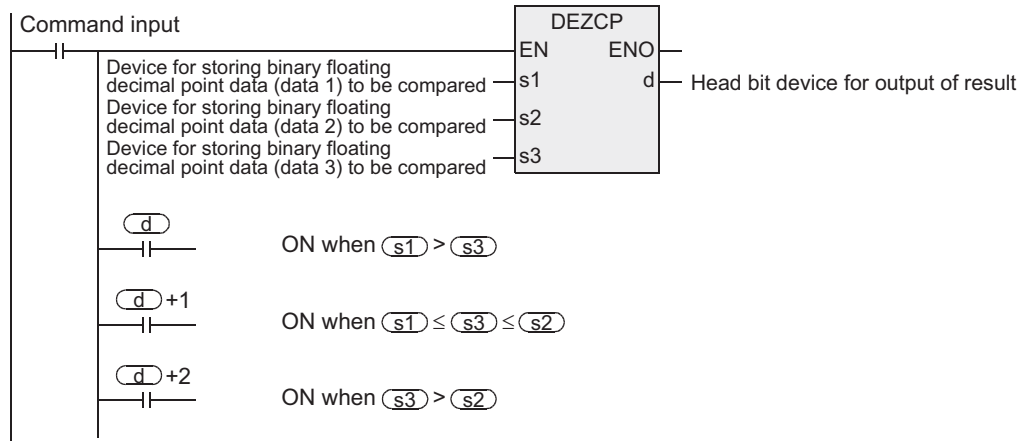 Command input
DEZCP
EN ENO
Device for storing binary floating
decimal point data (data 1) to be compared
s1 d Head bit device for output of result
Device for storing binary floating
decimal point data (data 2) to be compared
s2
Device for storing binary floating
decimal point data (data 3) to be compared
s3
d
ON when s1 > s3
d +1
ON when s1 ≤ s3 ≤ s2
d +2
ON when s3 > s2